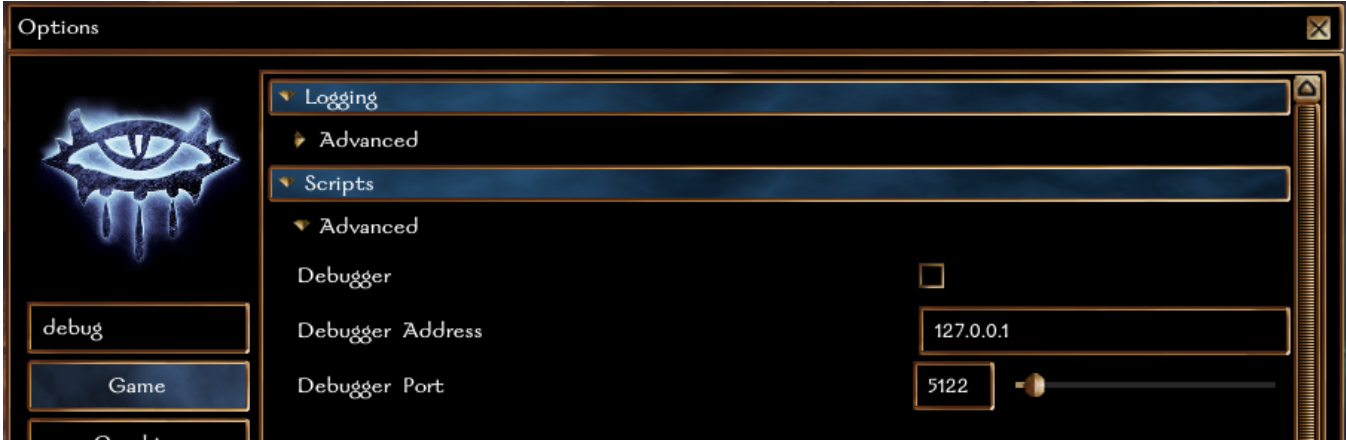 Options
Logging
Advanced
Scripts
Advanced
Debugger
debug
Debugger Address 127.0.0.1
Game
Debugger Port 5122